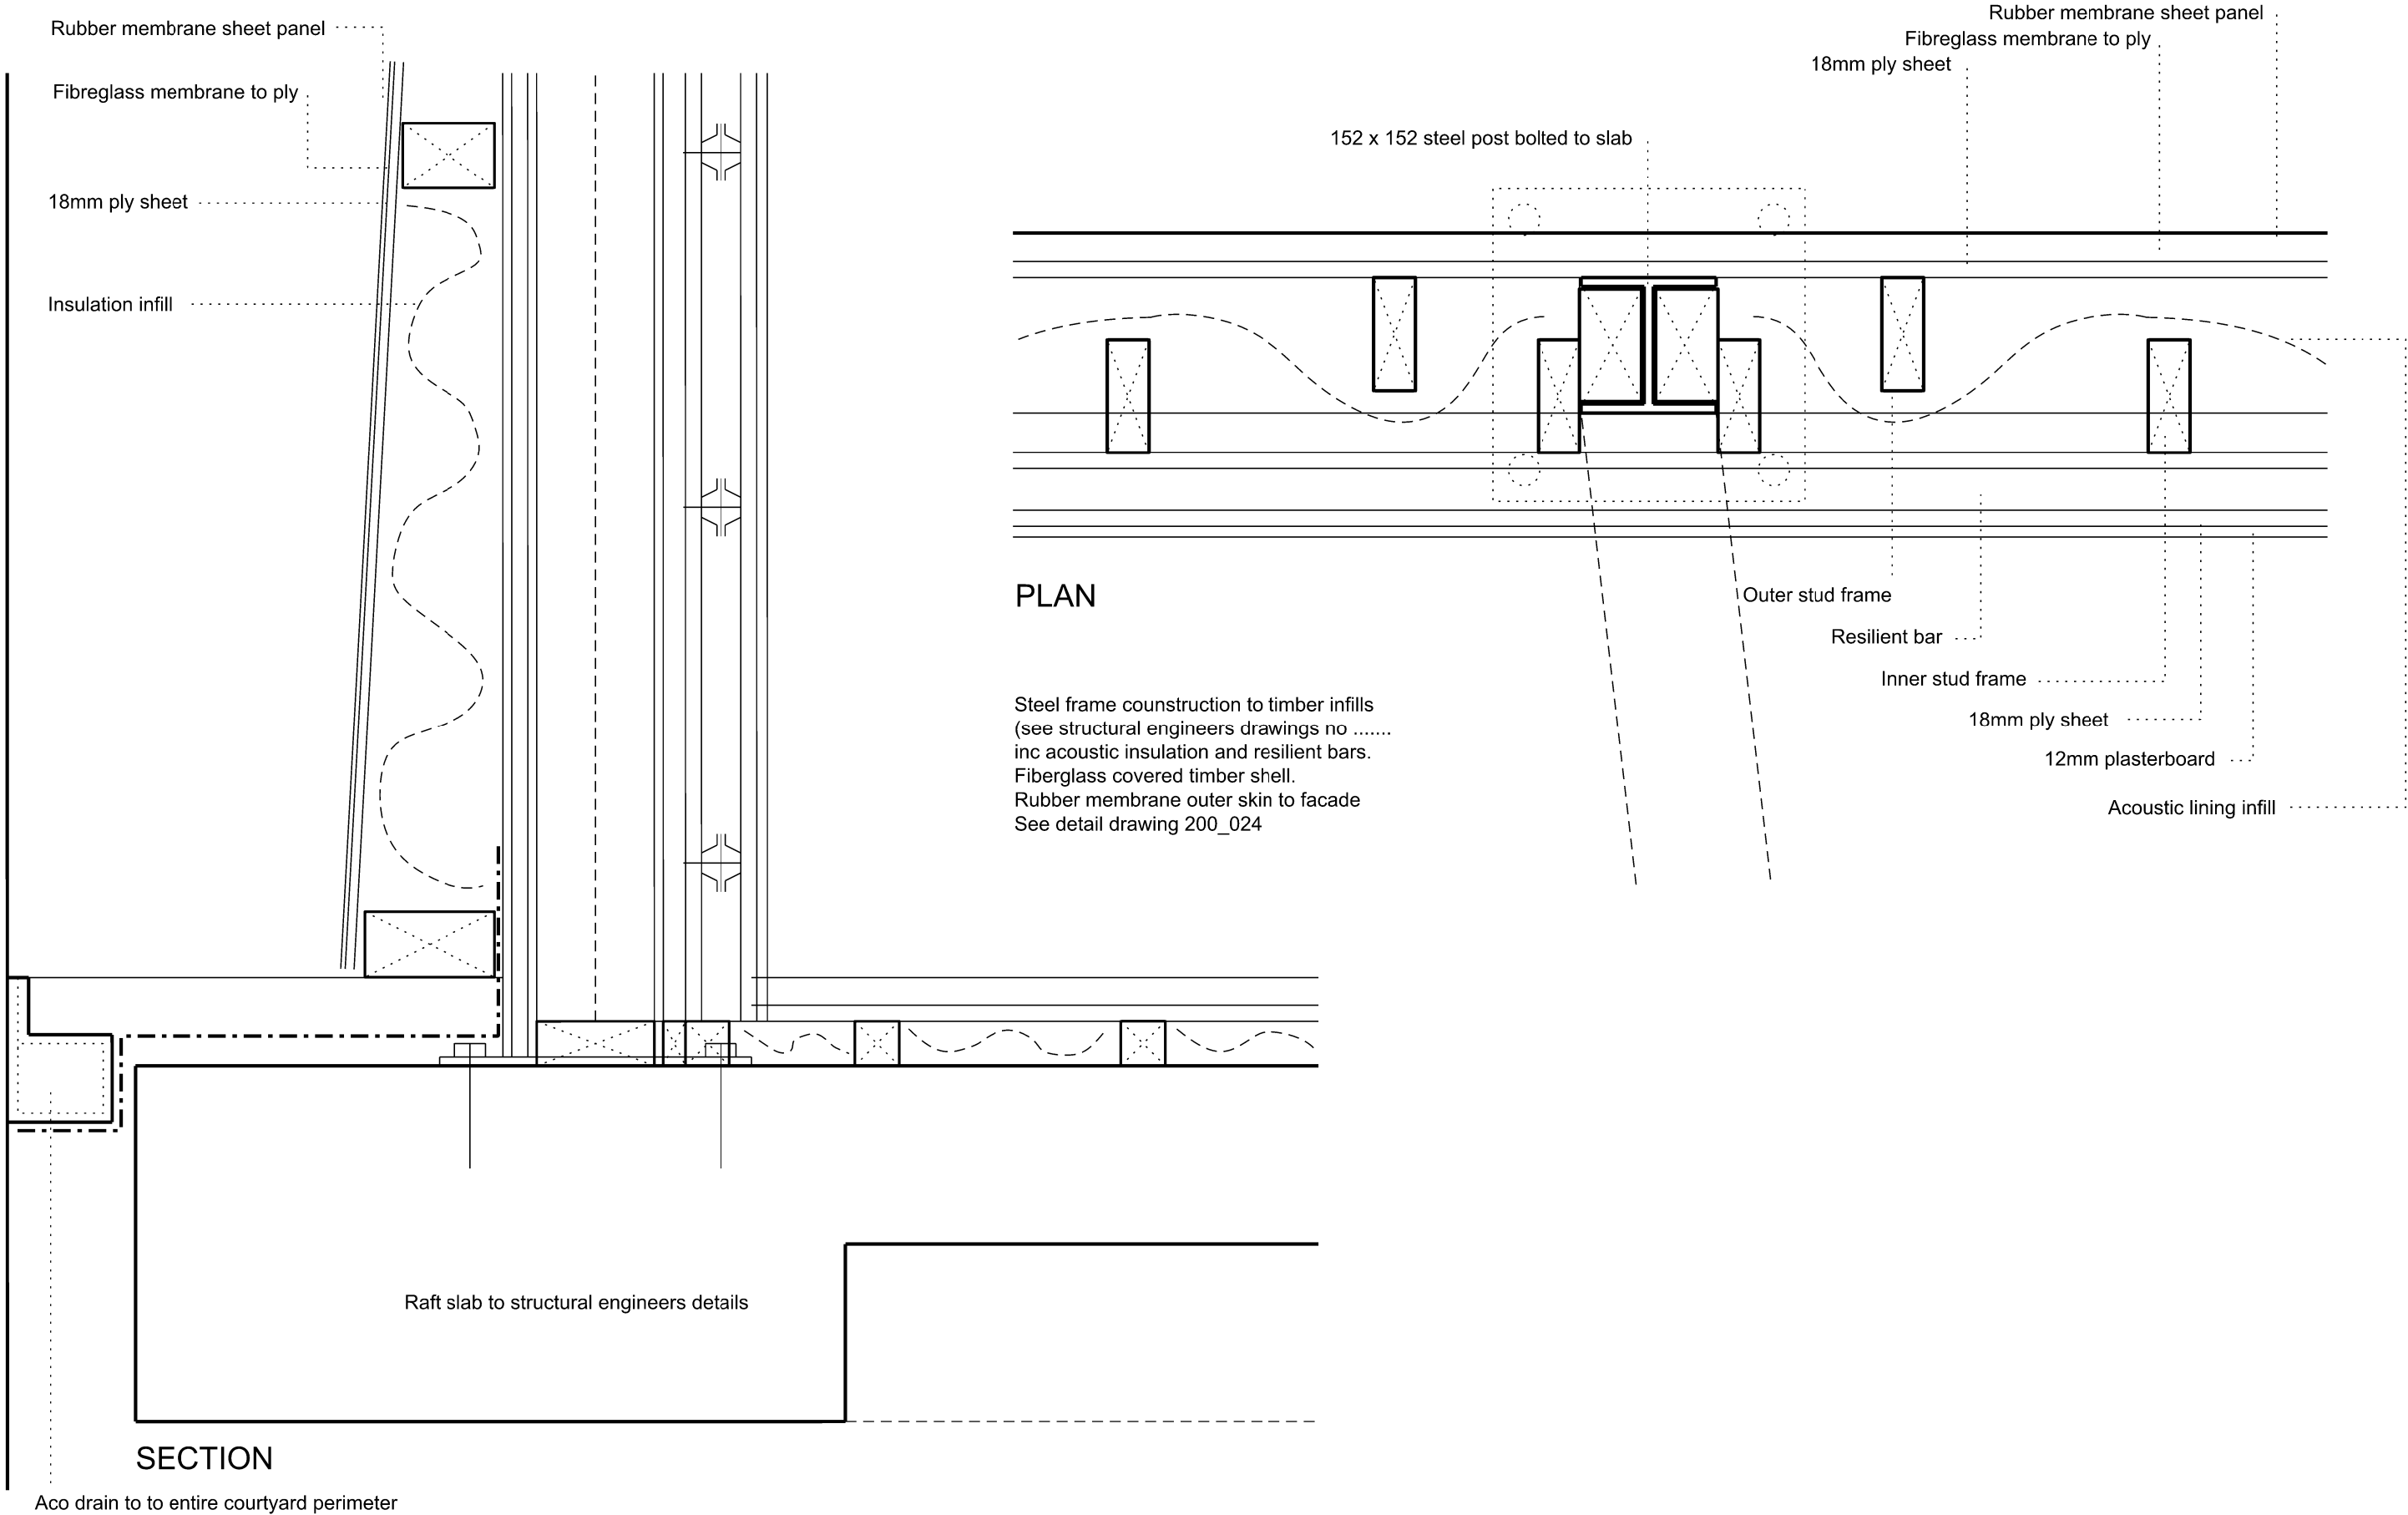 Rubber membrane sheet panel
Fibreglass membrane to ply
18mm ply sheet
Insulation infill
Rubber membrane sheet panel
Fibreglass membrane to ply
18mm ply sheet
152 x 152 steel post bolted to slab
PLAN
Outer stud frame
Resilient bar
Inner stud frame
18mm ply sheet
12mm plasterboard
Acoustic lining infill
Steel frame counstruction to timber infills
(see structural engineers drawings no .......
inc acoustic insulation and resilient bars.
Fiberglass covered timber shell.
Rubber membrane outer skin to facade
See detail drawing 200_024
Raft slab to structural engineers details
SECTION
Aco drain to to entire courtyard perimeter